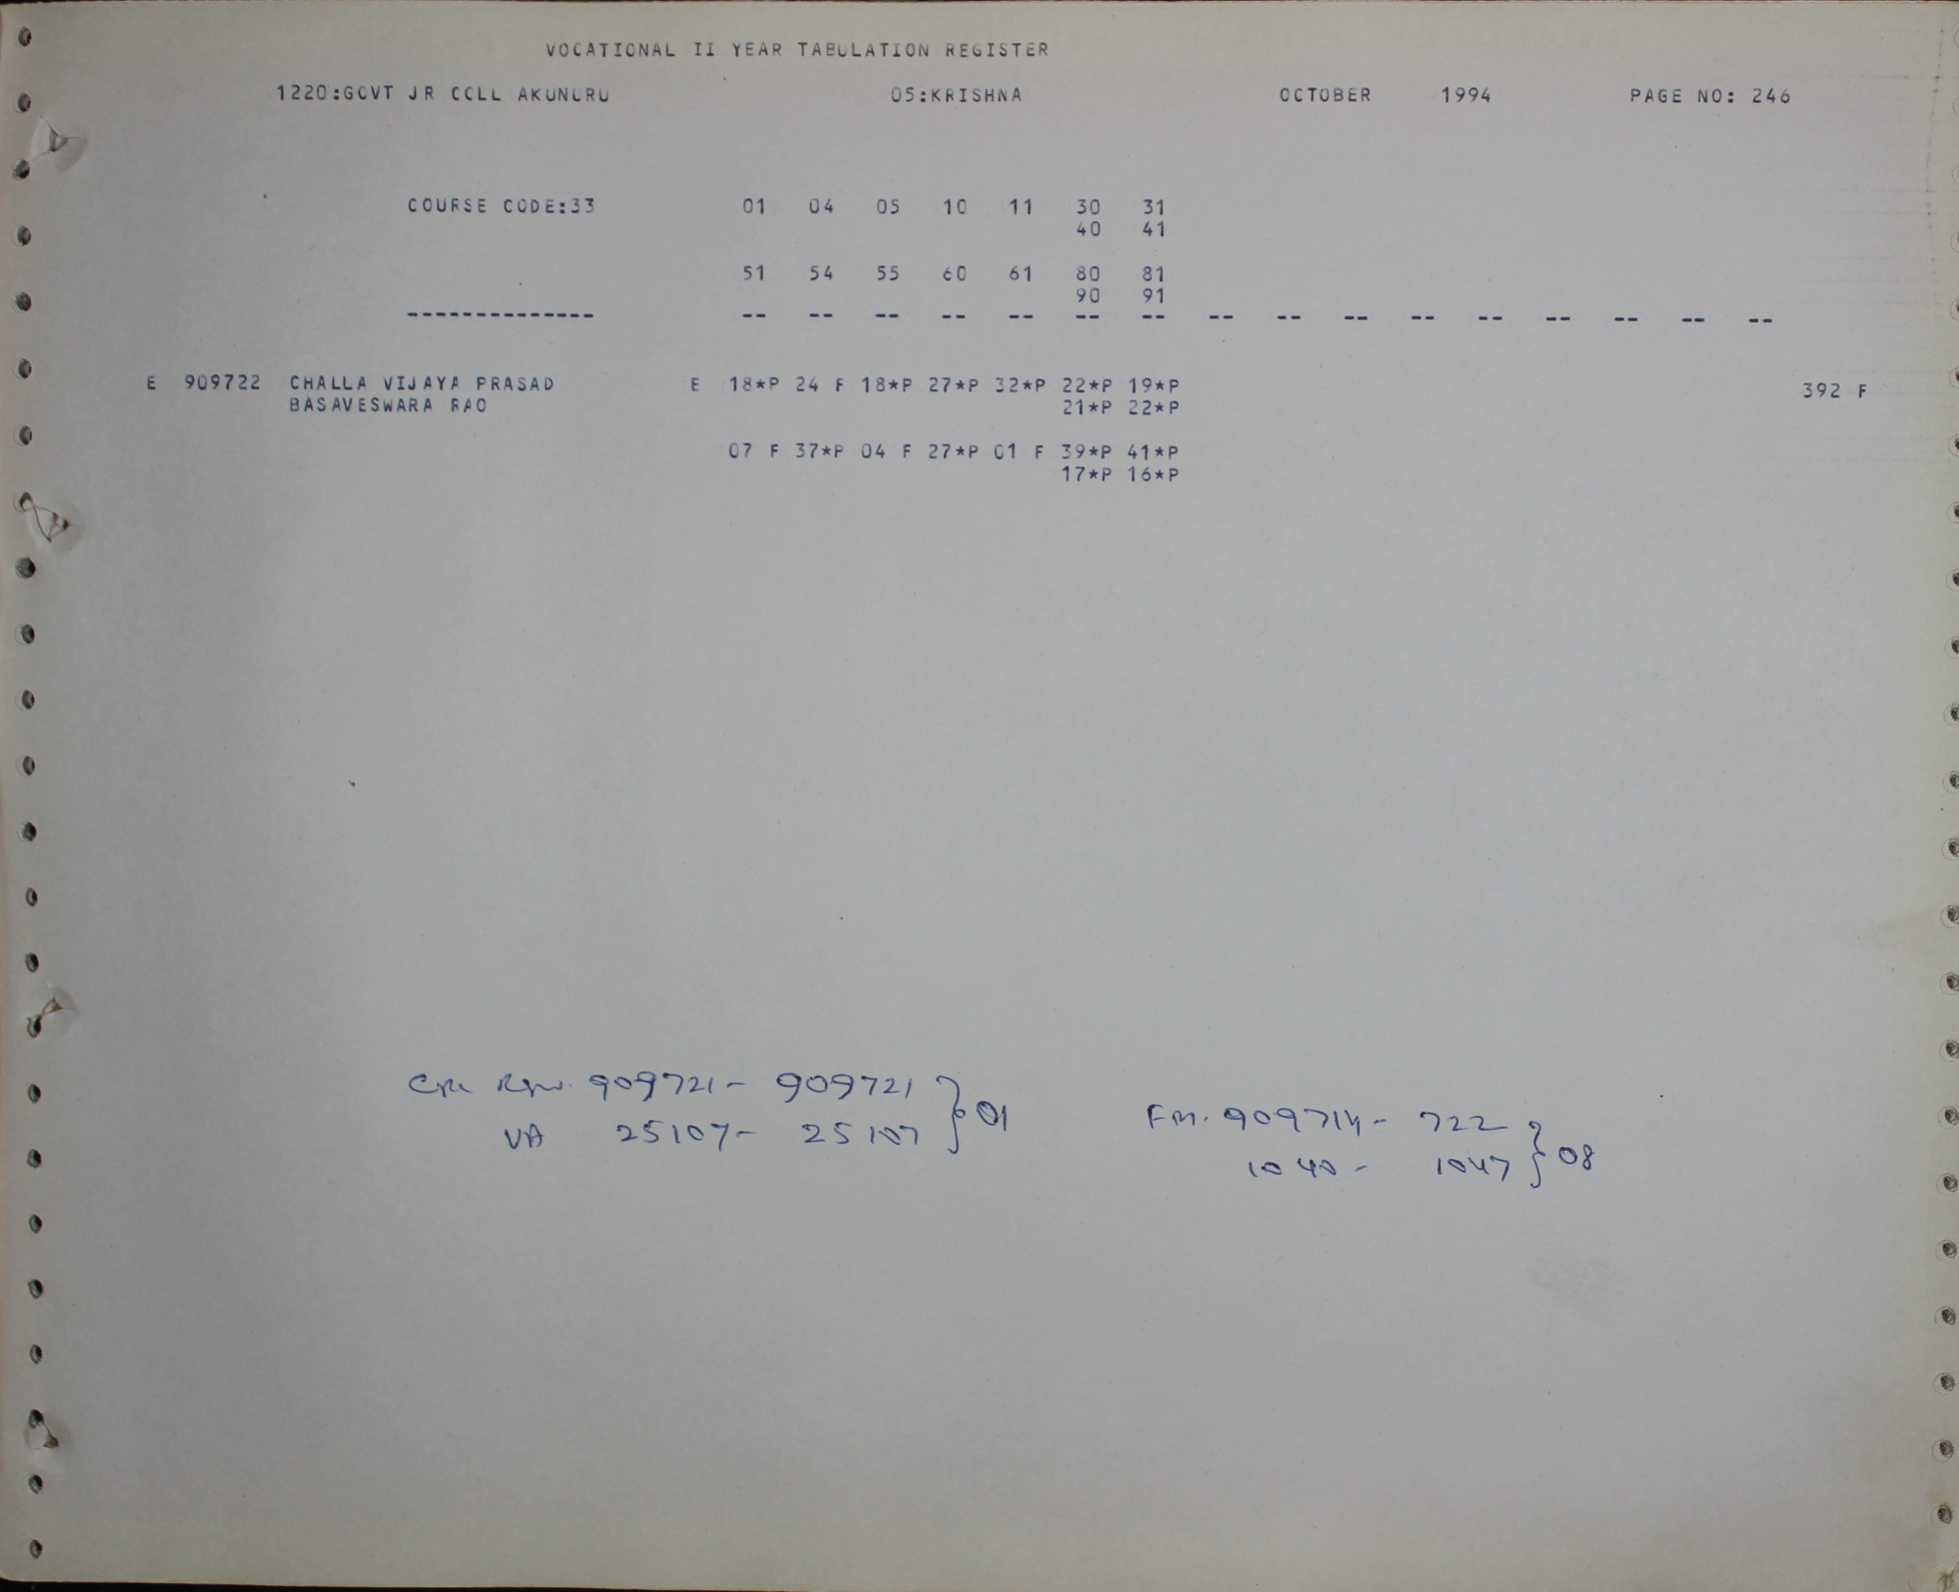 VOCATIONAL II YEAR TABULATION REGISTER
1220:GOVT JR COLL AKUNURU 05:KRISHNA OCTOBER 1994 PAGE NO: 246
COURSE CODE:33 01 04 05 10 11 30 31
40 41
51 54 55 60 61 80 81
90 91
-------------- -- -- -- -- -- -- -- -- -- -- -- -- -- -- -- --
E 909722 CHALLA VIJAYA PRASAD E 18*P 24 F 18*P 27*P 32*P 22*P 19*P 392 F
BASAVESWARA RAO 21*P 22*P
07 F 37*P 04 F 27*P 01 F 39*P 41*P
17*P 16*P
909721- 909721 } 01
VA 25107- 25107
FM. 909714- 722 } 08
1040- 1047